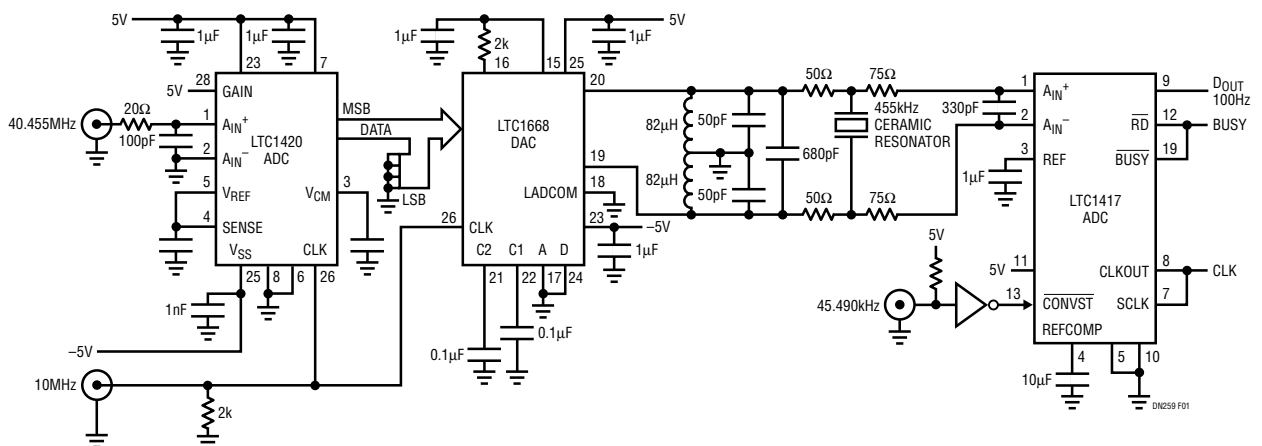 5V
1µF
1µF
23
7
28
5V
GAIN
40.455MHz
20Ω
1
A_IN+
100pF
2
A_IN−
LTC1420
ADC
5
V_REF
V_CM
3
4
SENSE
V_SS
CLK
25
8
6
26
1nF
–5V
10MHz
2k
MSB
DATA
LSB
1µF
2k
16
15
25
1µF
5V
20
LTC1668
DAC
19
LADCOM
18
26
CLK
23
–5V
1µF
C2
C1
A
D
21
22
17
24
0.1µF
0.1µF
82µH
82µH
50pF
50pF
680pF
50Ω
75Ω
455kHz
CERAMIC
RESONATOR
50Ω
75Ω
330pF
1
A_IN+
2
A_IN−
3
REF
1µF
LTC1417
ADC
9
D_OUT
100Hz
12
RD
BUSY
19
BUSY
5V
11
5V
CLKOUT
8
CLK
45.490kHz
13
CONVST
SCLK
7
REFCOMP
4
5
10
10µF
DN259 F01